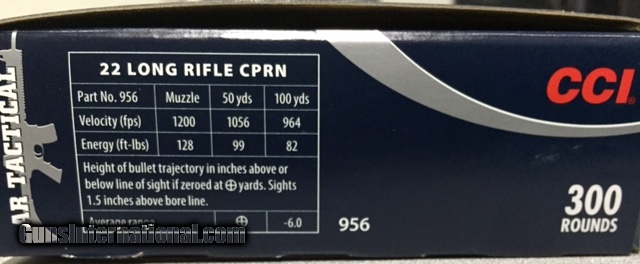 AR TACTICAL
22 LONG RIFLE CPRN
Part No. 956 Muzzle 50 yds 100 yds
Velocity (fps) 1200 1056 964
Energy (ft-lbs) 128 99 82
Height of bullet trajectory in inches above or
below line of sight if zeroed at ⊕ yards. Sights
1.5 inches above bore line.
Average range ⊕ -6.0
CCI
956
300
ROUNDS
GunsInternational.com